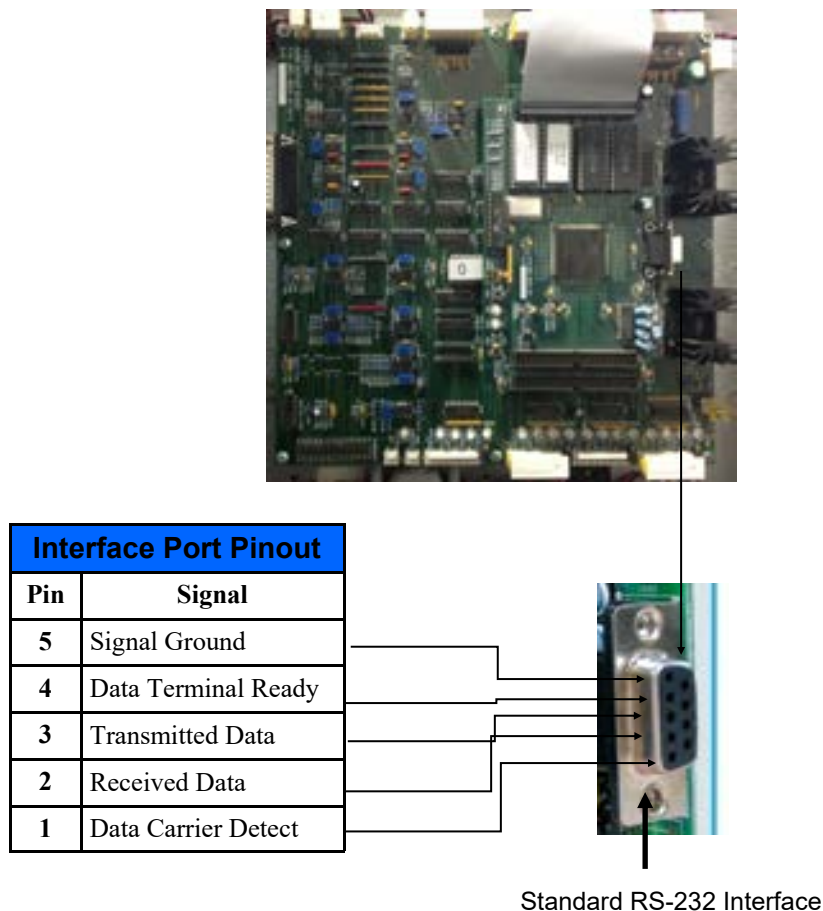 0
Interface Port Pinout
Pin Signal
5 Signal Ground
4 Data Terminal Ready
3 Transmitted Data
2 Received Data
1 Data Carrier Detect
Standard RS-232 Interface